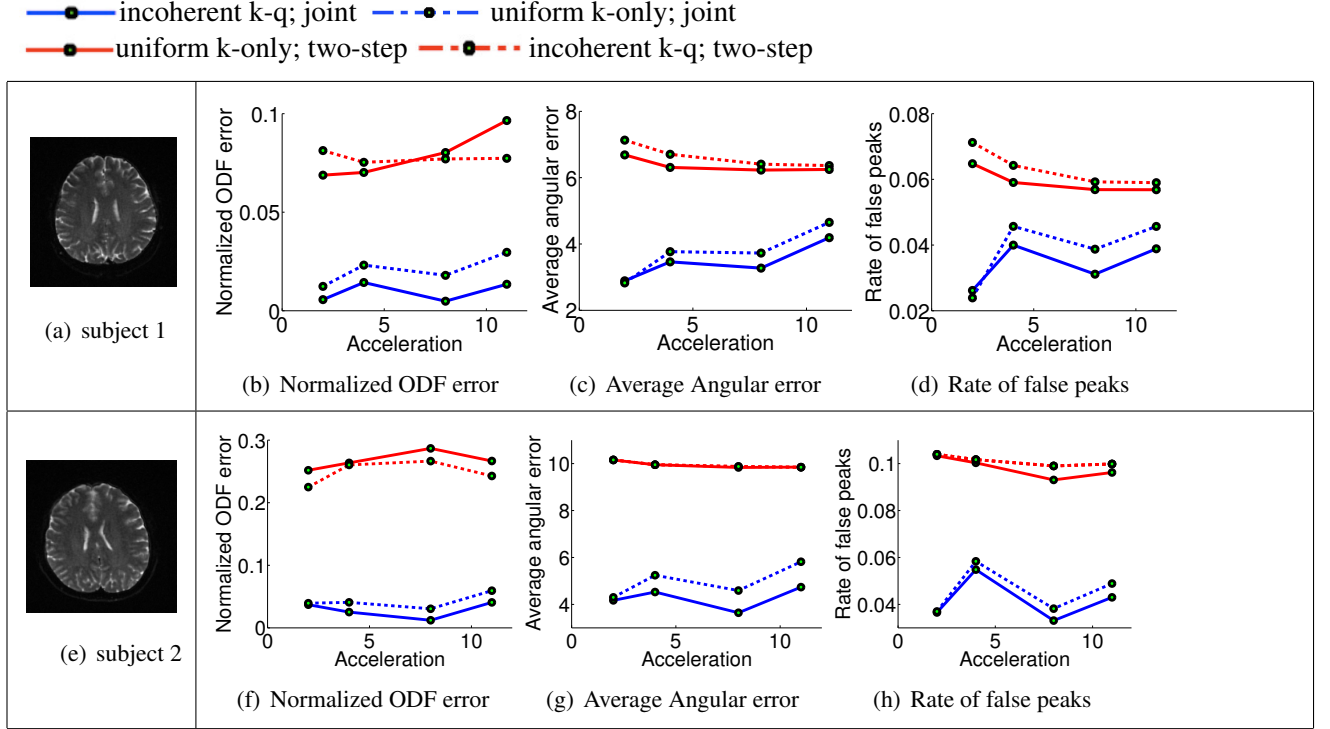 incoherent k-q; joint uniform k-only; joint
uniform k-only; two-step incoherent k-q; two-step
(a) subject 1
Normalized ODF error
0.1
0.05
0
0 5 10
Acceleration
(b) Normalized ODF error
Average angular error
8
6
4
2
0 5 10
Acceleration
(c) Average Angular error
Rate of false peaks
0.08
0.06
0.04
0.02
0 5 10
Acceleration
(d) Rate of false peaks
(e) subject 2
Normalized ODF error
0.3
0.2
0.1
0
0 5 10
Acceleration
(f) Normalized ODF error
Average angular error
10
8
6
4
0 5 10
Acceleration
(g) Average Angular error
Rate of false peaks
0.1
0.08
0.06
0.04
0 5 10
Acceleration
(h) Rate of false peaks